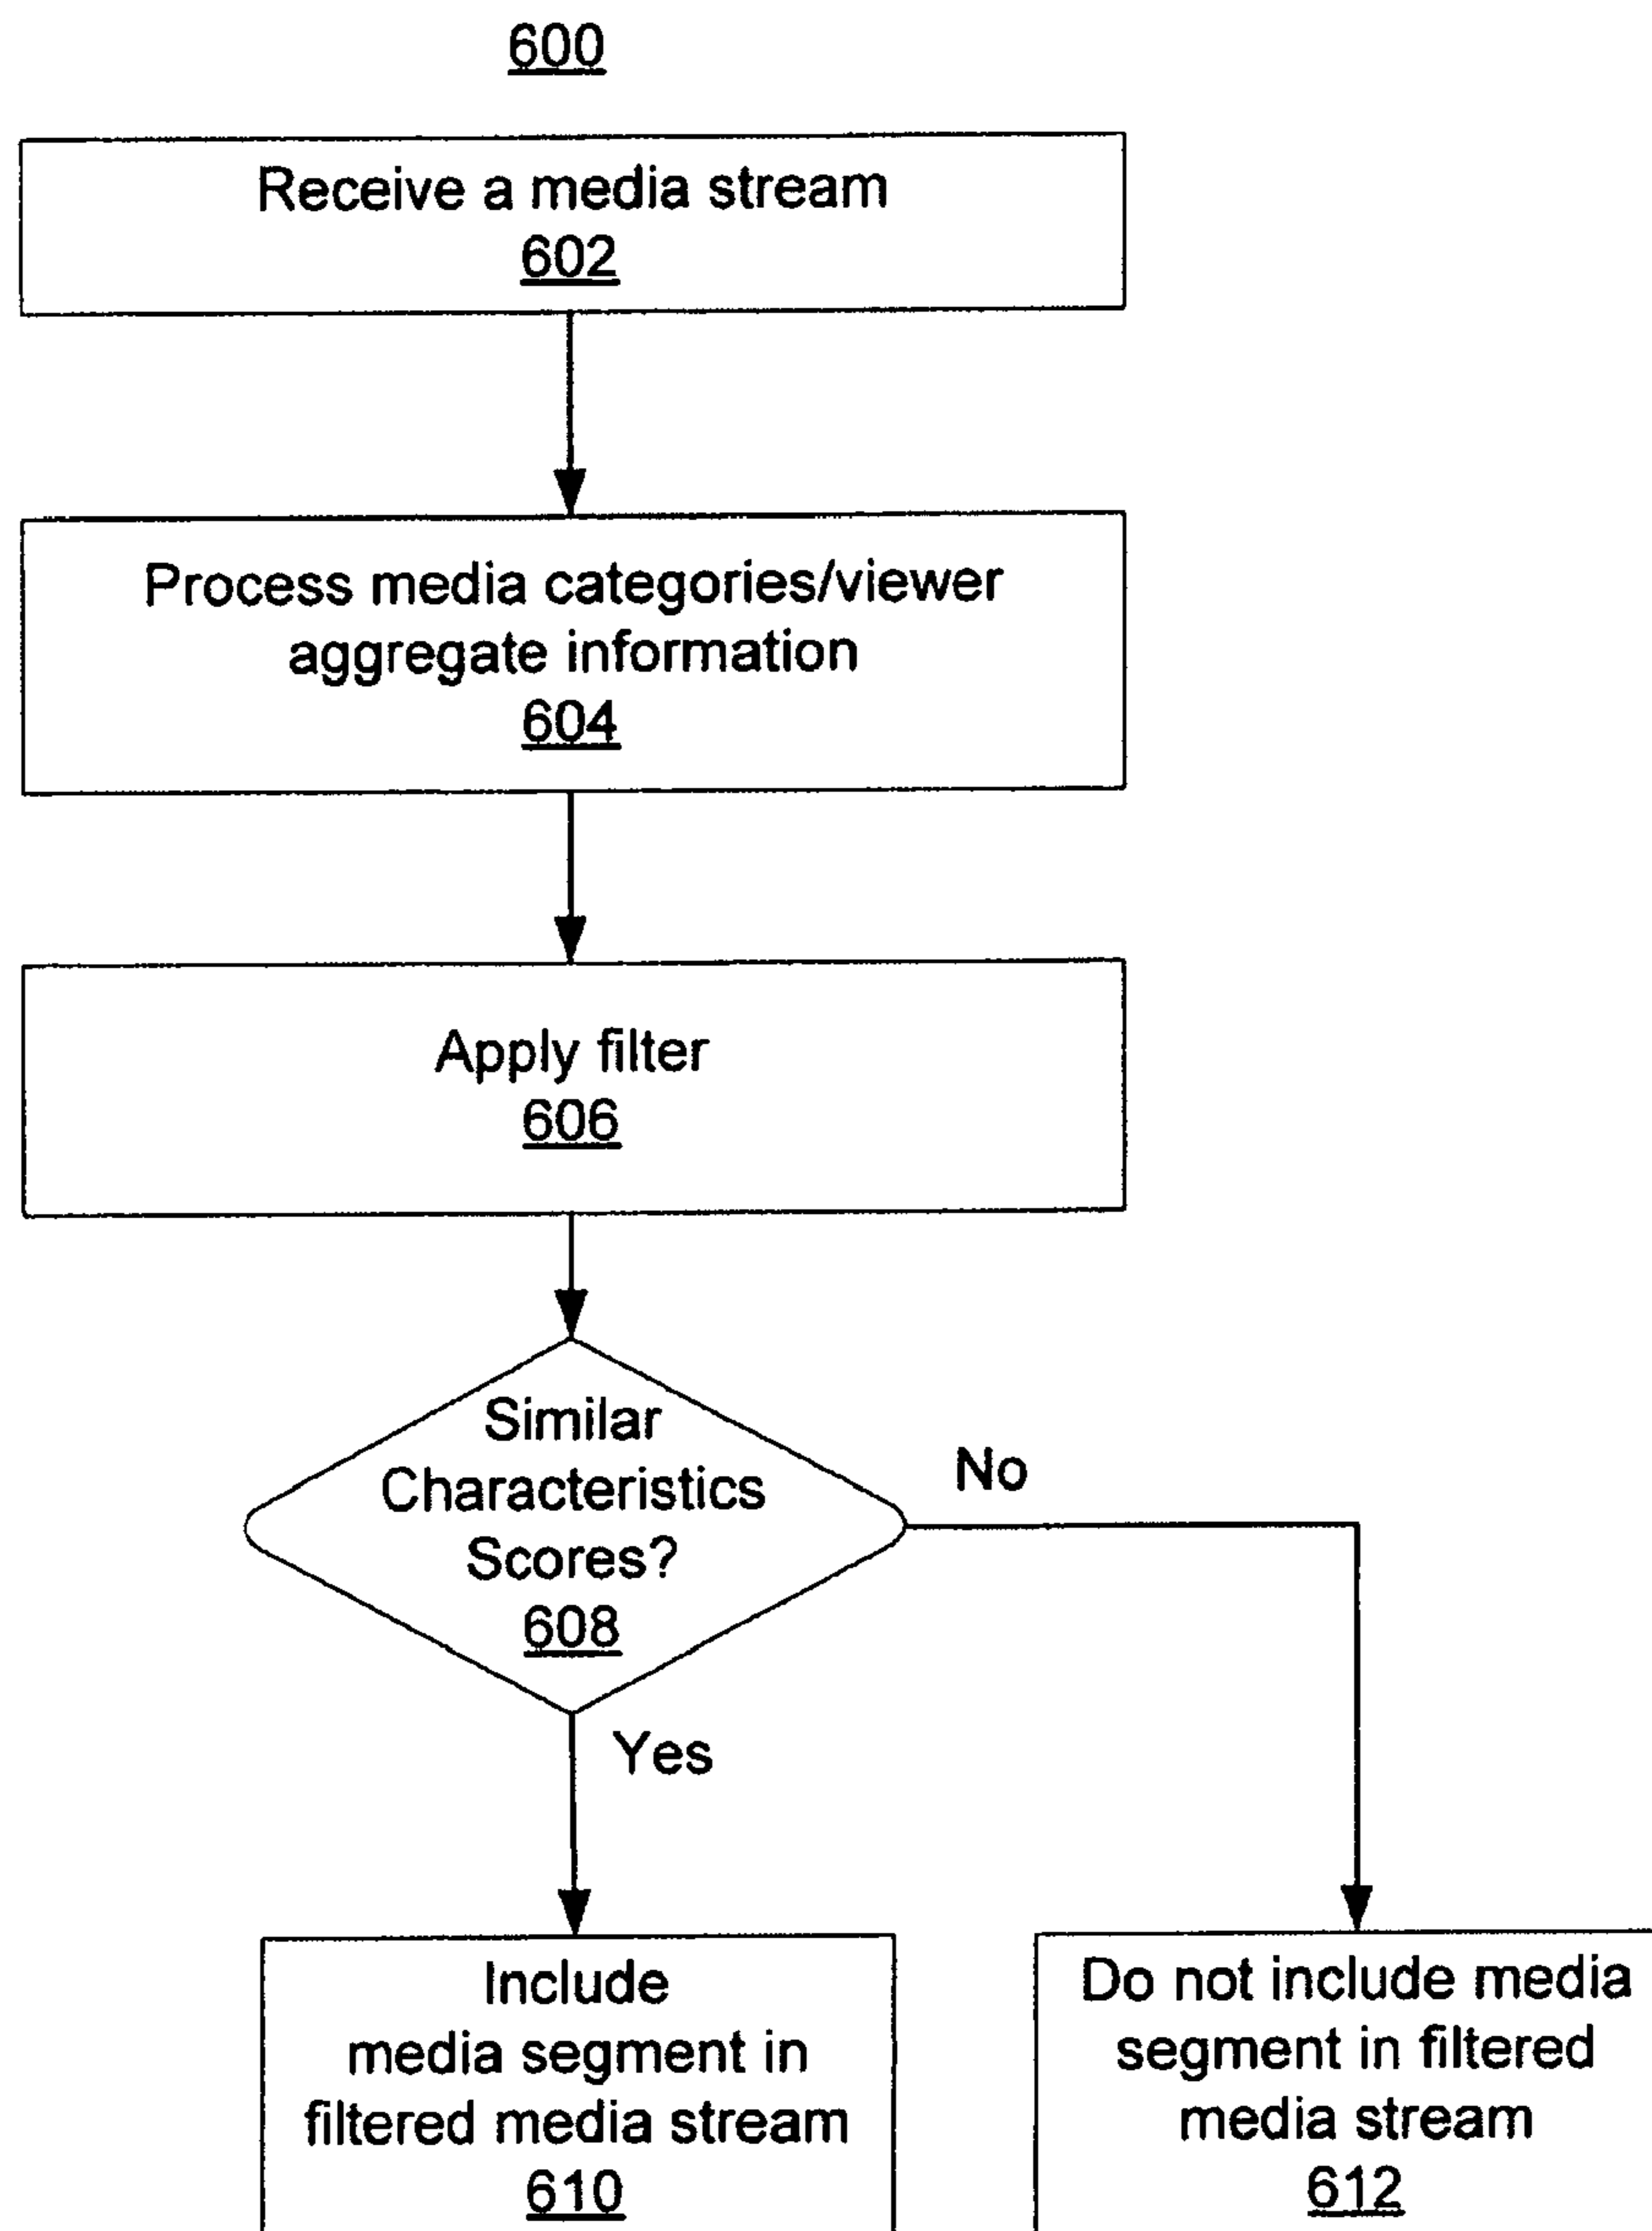 600
Receive a media stream
602
Process media categories/viewer
aggregate information
604
Apply filter
606
Similar
Characteristics
Scores?
608
No
Yes
Include
media segment in
filtered media stream
610
Do not include media
segment in filtered
media stream
612